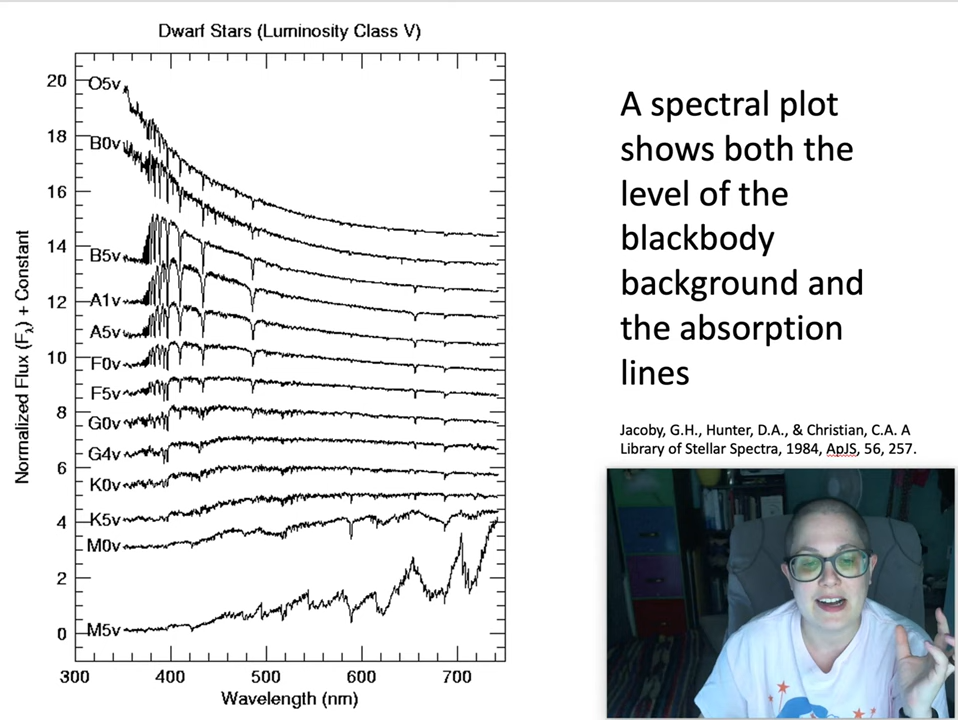 Dwarf Stars (Luminosity Class V)
20
18
16
14
12
10
8
6
4
2
0
O5v
B0v
B5v
A1v
A5v
F0v
F5v
G0v
G4v
K0v
K5v
M0v
M5v
Normalized Flux (Fλ) + Constant
300 400 500 600 700
Wavelength (nm)
A spectral plot
shows both the
level of the
blackbody
background and
the absorption
lines
Jacoby, G.H., Hunter, D.A., & Christian, C.A. A
Library of Stellar Spectra, 1984, ApJS, 56, 257.